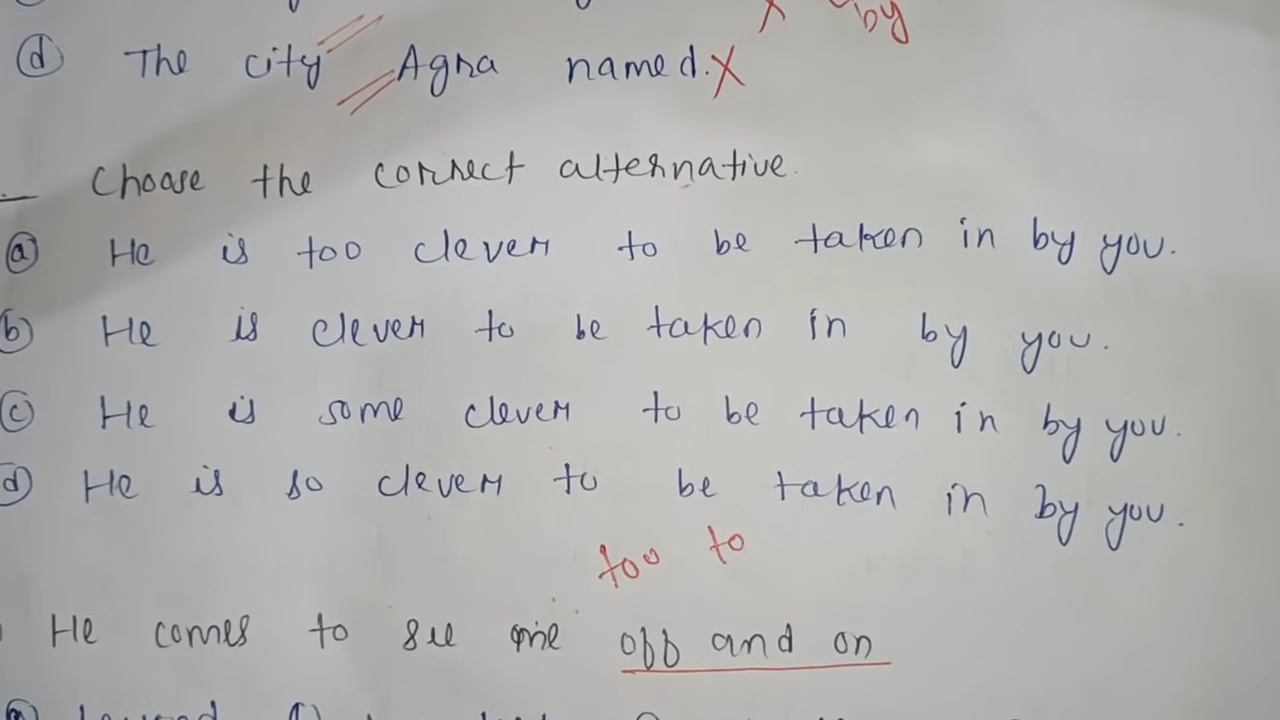 by
ⓓ The city Agra named. X
Choose the correct alternative.
ⓐ He is too clever to be taken in by you.
ⓑ He is clever to be taken in by you.
ⓒ He is some clever to be taken in by you.
ⓓ He is so clever to be taken in by you.
too to
He comes to see me off and on